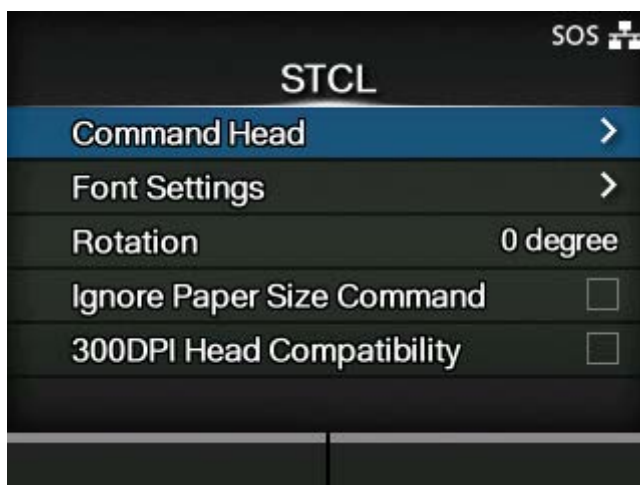 SOS
STCL
Command Head
Font Settings
Rotation 0 degree
Ignore Paper Size Command
300DPI Head Compatibility